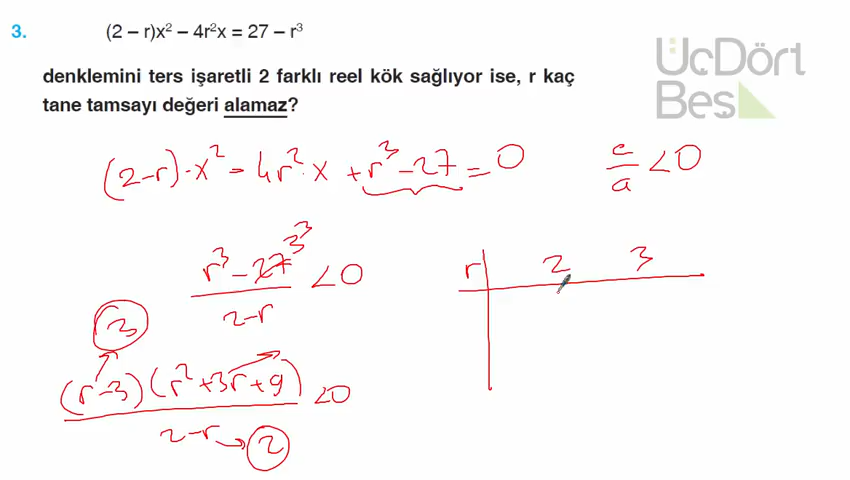 3. (2 – r)x² – 4r²x = 27 – r³
denklemini ters işaretli 2 farklı reel kök sağlıyor ise, r kaç
tane tamsayı değeri alamaz?
ÜçDört
Beş
(2-r)·x² - 4r²·x + r³ - 27 = 0
c/a < 0
r³ - 27 3³ / 2-r < 0
r 2 3
3
(r-3)(r²+3r+9) / 2-r < 0
2